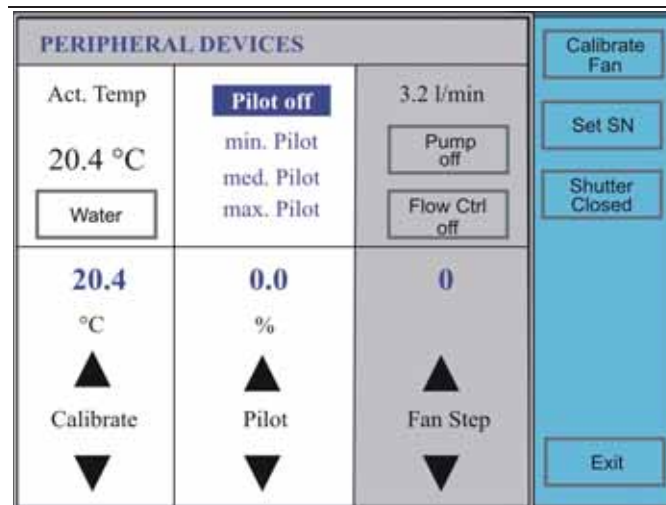 PERIPHERAL DEVICES
Act. Temp
20.4 °C
Water
Pilot off
min. Pilot
med. Pilot
max. Pilot
3.2 l/min
Pump
off
Flow Ctrl
off
20.4
°C
Calibrate
0.0
%
Pilot
0
Fan Step
Calibrate
Fan
Set SN
Shutter
Closed
Exit